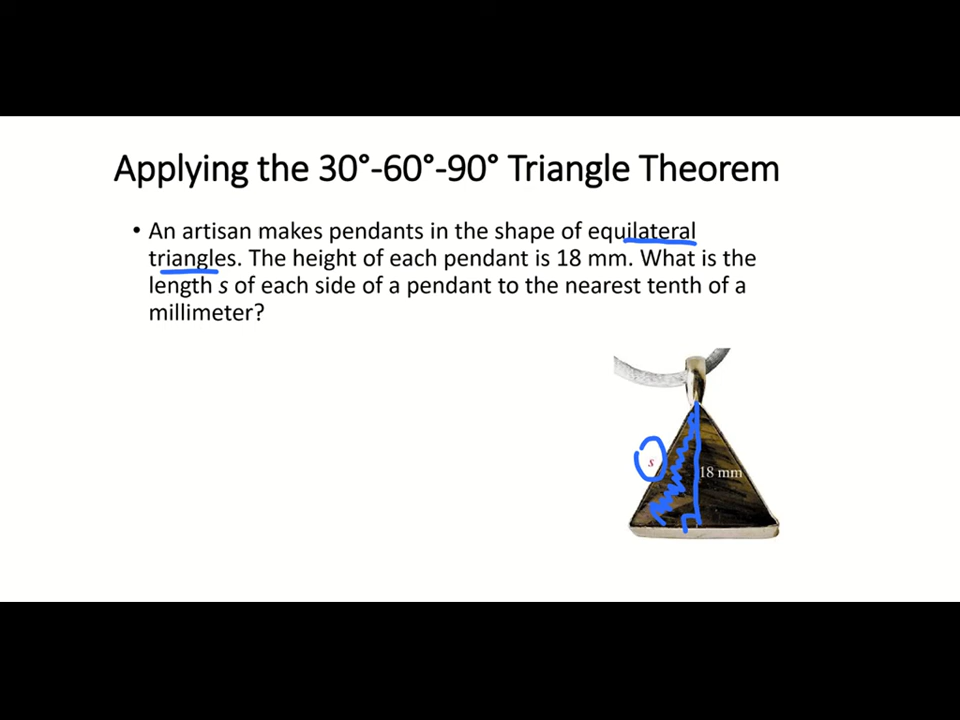 Applying the 30°-60°-90° Triangle Theorem
• An artisan makes pendants in the shape of equilateral
triangles. The height of each pendant is 18 mm. What is the
length s of each side of a pendant to the nearest tenth of a
millimeter?
s
18 mm